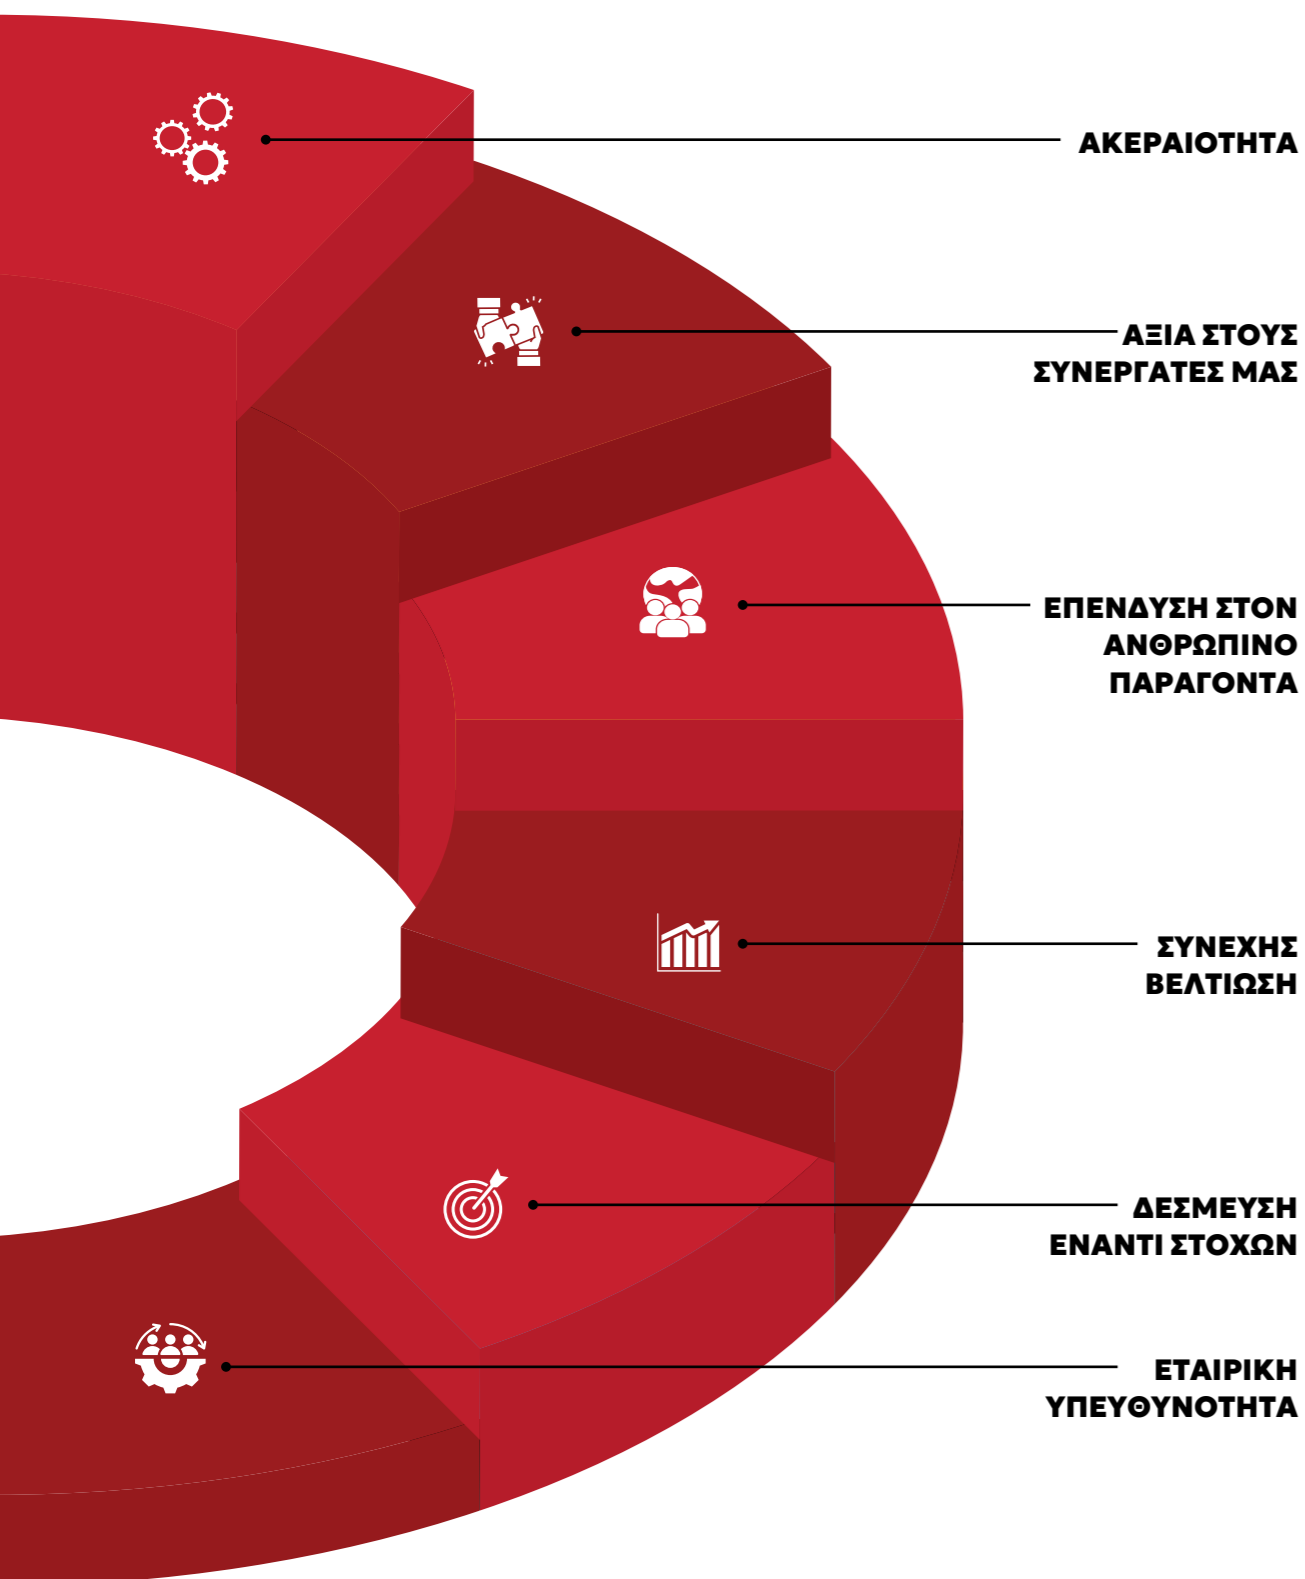 ΑΚΕΡΑΙΟΤΗΤΑ
ΑΞΙΑ ΣΤΟΥΣ
ΣΥΝΕΡΓΑΤΕΣ ΜΑΣ
ΕΠΕΝΔΥΣΗ ΣΤΟΝ
ΑΝΘΡΩΠΙΝΟ
ΠΑΡΑΓΟΝΤΑ
ΣΥΝΕΧΗΣ
ΒΕΛΤΙΩΣΗ
ΔΕΣΜΕΥΣΗ
ΕΝΑΝΤΙ ΣΤΟΧΩΝ
ΕΤΑΙΡΙΚΗ
ΥΠΕΥΘΥΝΟΤΗΤΑ